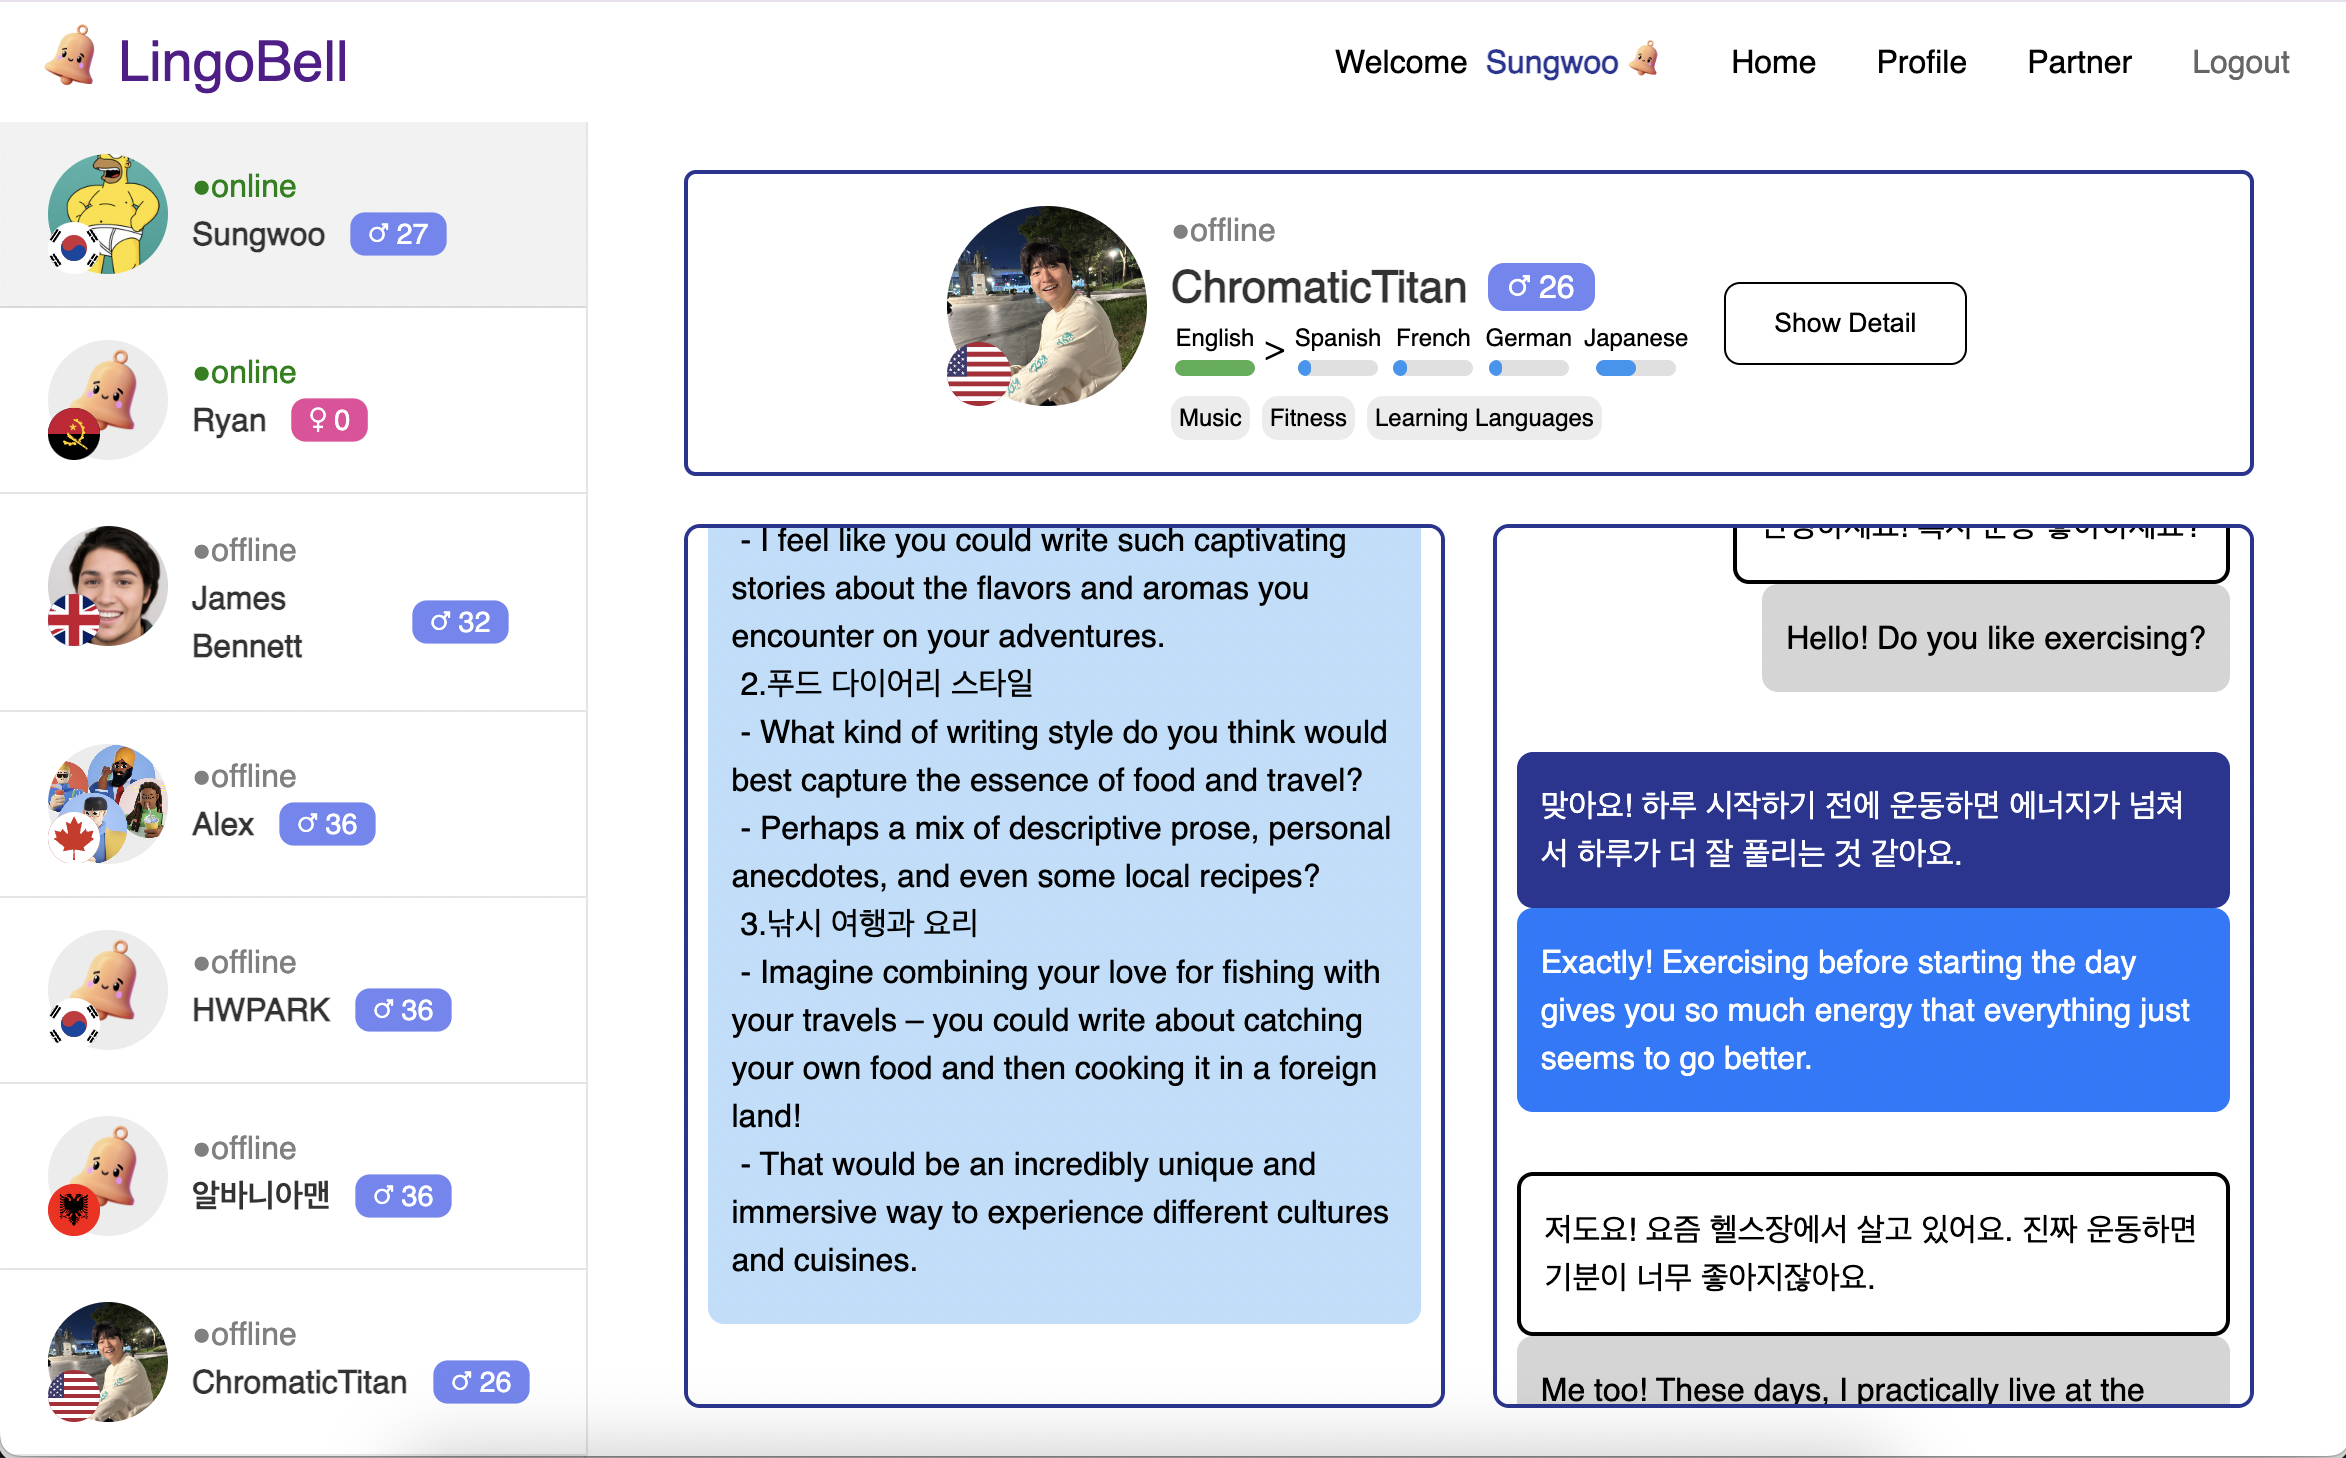 LingoBell
Welcome Sungwoo
Home
Profile
Partner
Logout
●online
Sungwoo ♂ 27
●online
Ryan ♀ 0
●offline
James
Bennett
♂ 32
●offline
Alex ♂ 36
●offline
HWPARK ♂ 36
●offline
알바니아맨 ♂ 36
●offline
ChromaticTitan ♂ 26
●offline
ChromaticTitan ♂ 26
English > Spanish French German Japanese
Music Fitness Learning Languages
Show Detail
- I feel like you could write such captivating
stories about the flavors and aromas you
encounter on your adventures.
2.푸드 다이어리 스타일
- What kind of writing style do you think would
best capture the essence of food and travel?
- Perhaps a mix of descriptive prose, personal
anecdotes, and even some local recipes?
3.낚시 여행과 요리
- Imagine combining your love for fishing with
your travels – you could write about catching
your own food and then cooking it in a foreign
land!
- That would be an incredibly unique and
immersive way to experience different cultures
and cuisines.
Hello! Do you like exercising?
맞아요! 하루 시작하기 전에 운동하면 에너지가 넘쳐
서 하루가 더 잘 풀리는 것 같아요.
Exactly! Exercising before starting the day
gives you so much energy that everything just
seems to go better.
저도요! 요즘 헬스장에서 살고 있어요. 진짜 운동하면
기분이 너무 좋아지잖아요.
Me too! These days, I practically live at the